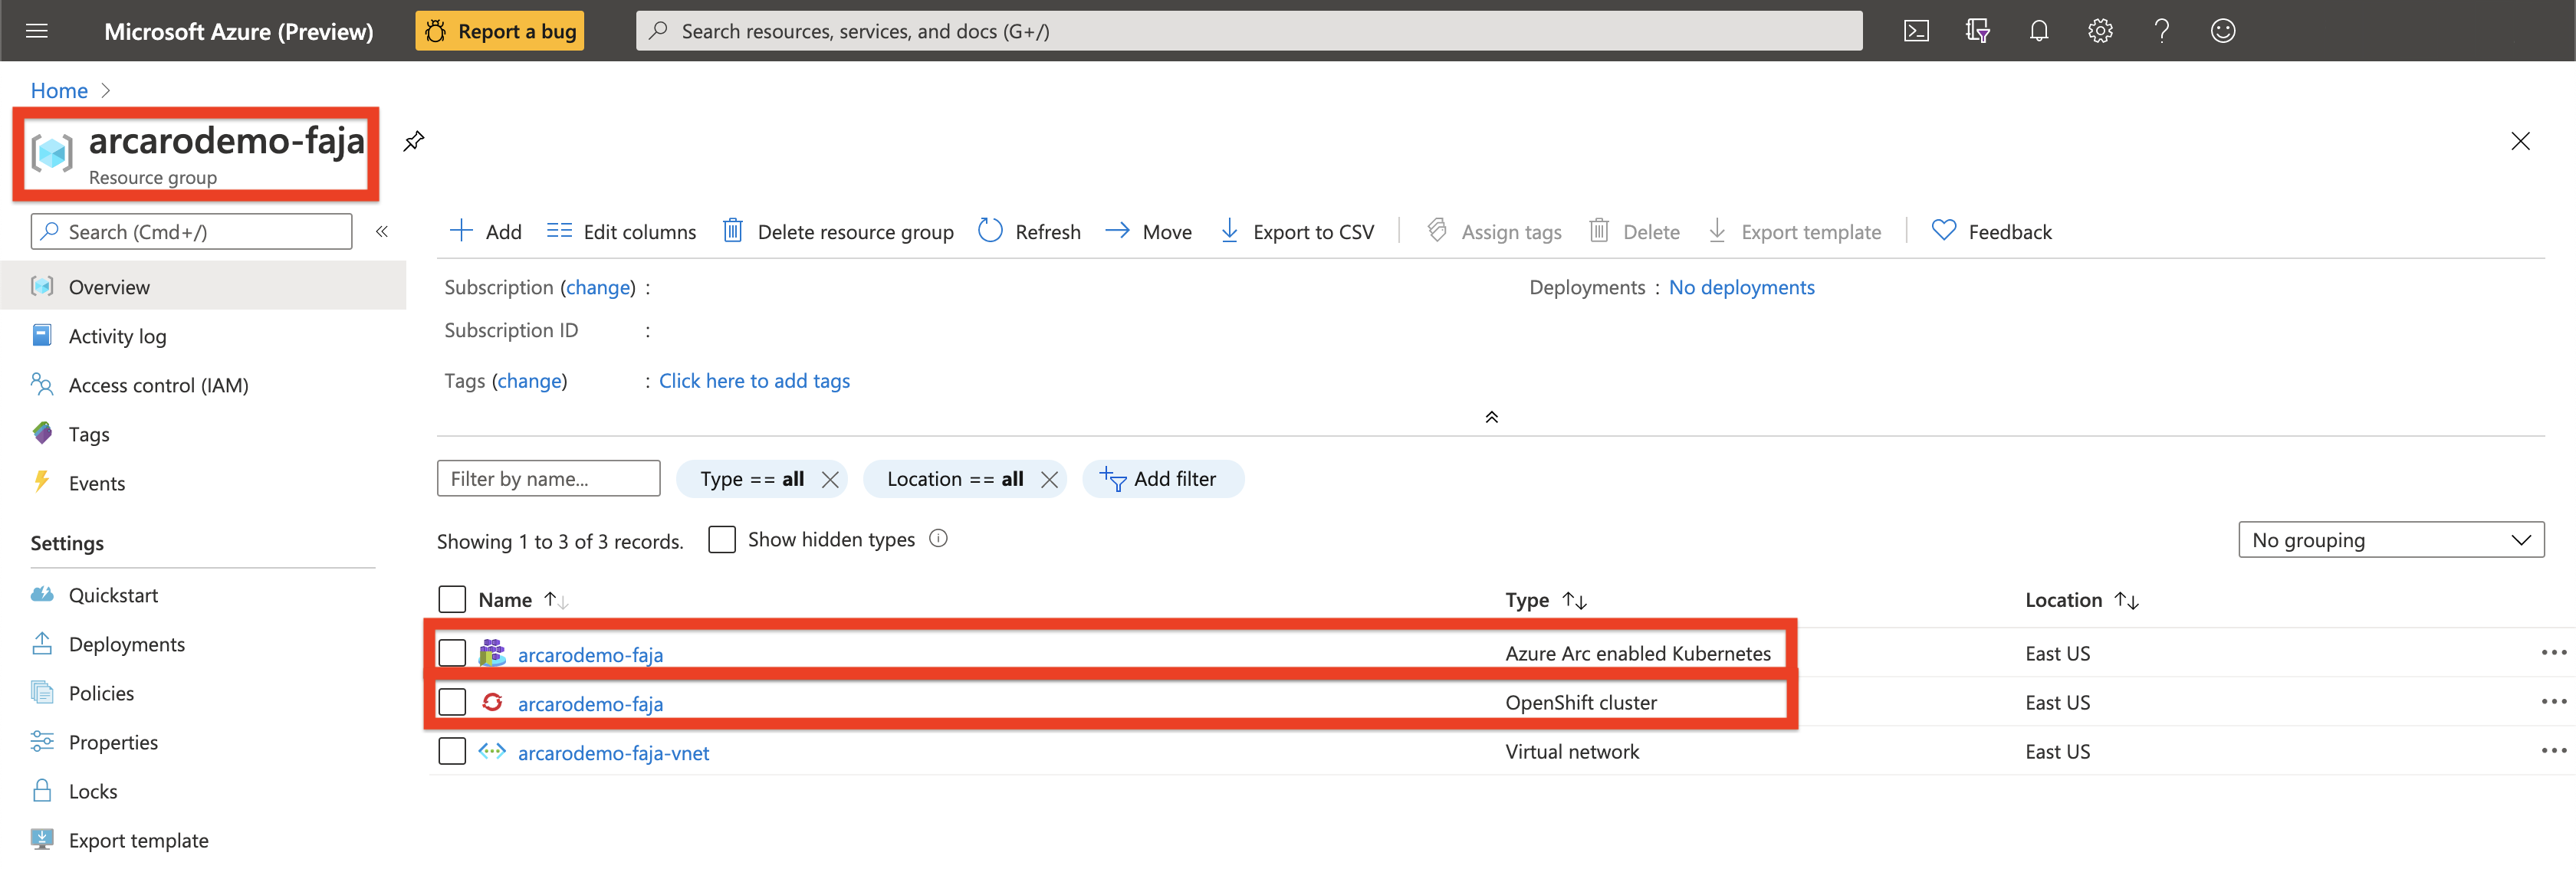 Microsoft Azure (Preview) Report a bug Search resources, services, and docs (G+/)
Home
arcarodemo-faja
Resource group
Search (Cmd+/)
Add Edit columns Delete resource group Refresh Move Export to CSV Assign tags Delete Export template Feedback
Overview
Activity log
Access control (IAM)
Tags
Events
Settings
Quickstart
Deployments
Policies
Properties
Locks
Export template
Subscription (change) : Deployments : No deployments
Subscription ID :
Tags (change) : Click here to add tags
Filter by name... Type == all Location == all Add filter
Showing 1 to 3 of 3 records. Show hidden types No grouping
Name Type Location
arcarodemo-faja Azure Arc enabled Kubernetes East US
arcarodemo-faja OpenShift cluster East US
arcarodemo-faja-vnet Virtual network East US